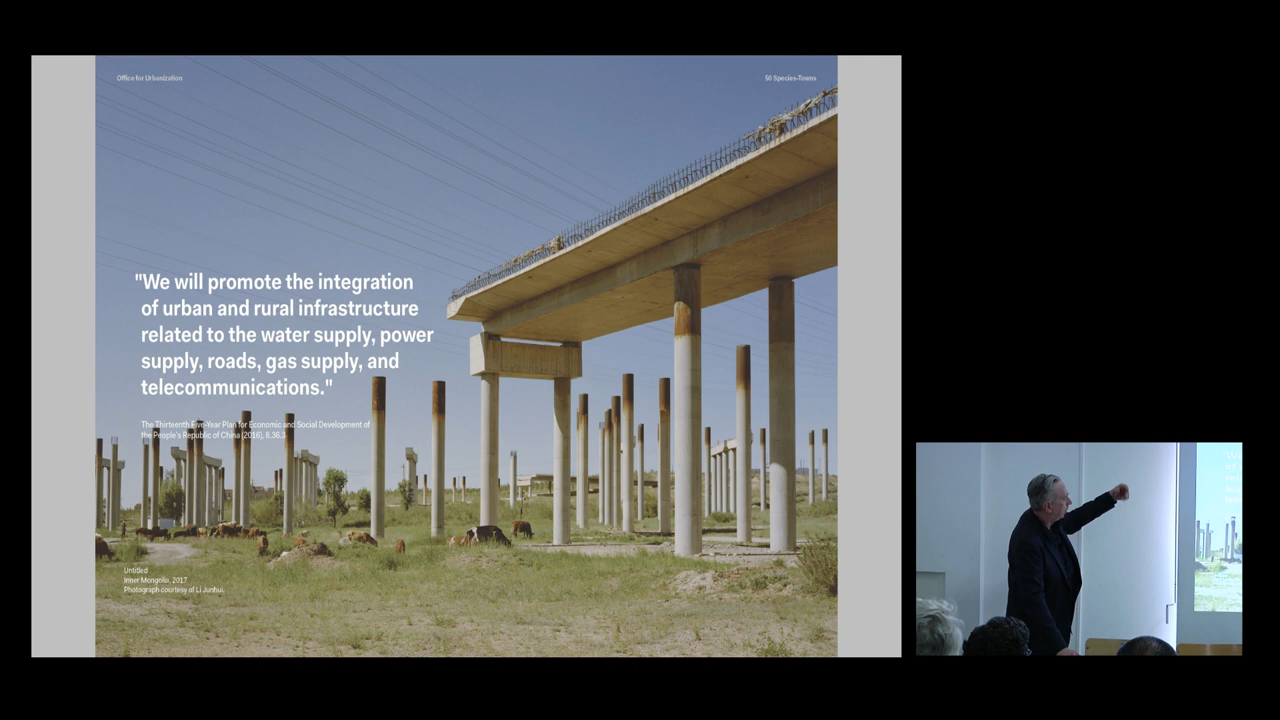 Office for Urbanization
50 Species-Towns
"We will promote the integration
of urban and rural infrastructure
related to the water supply, power
supply, roads, gas supply, and
telecommunications."
The Thirteenth Five-Year Plan for Economic and Social Development of
the People's Republic of China (2016), 8.36.3
Untitled
Inner Mongolia, 2017
Photograph courtesy of Li Junhui.